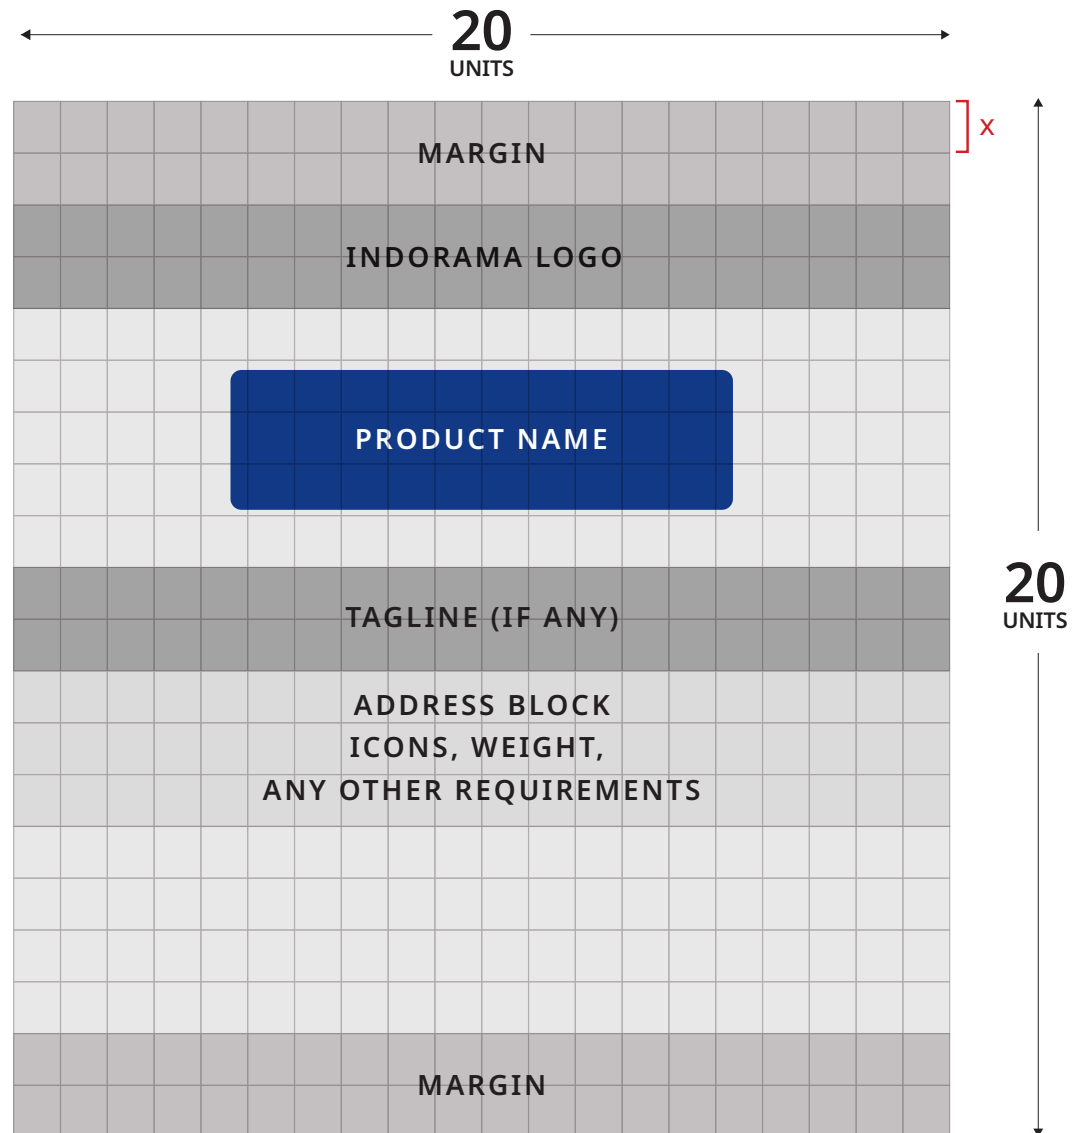 20
UNITS
x
MARGIN
INDORAMA LOGO
PRODUCT NAME
20
UNITS
TAGLINE (IF ANY)
ADDRESS BLOCK
ICONS, WEIGHT,
ANY OTHER REQUIREMENTS
MARGIN